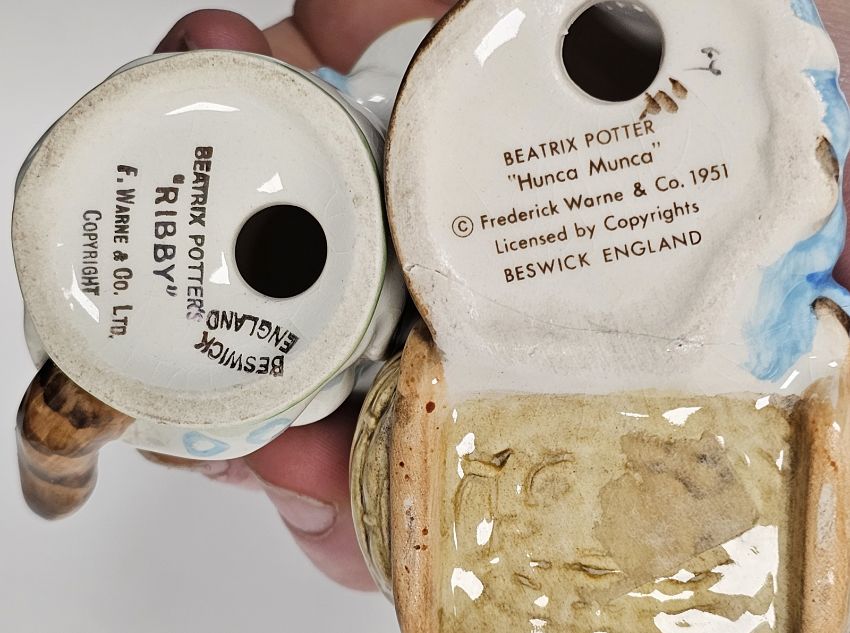 BEATRIX POTTER'S
"RIBBY"
F. WARNE & CO. LTD.
COPYRIGHT
BESWICK
ENGLAND
BEATRIX POTTER
"Hunca Munca"
© Frederick Warne & Co. 1951
Licensed by Copyrights
BESWICK ENGLAND